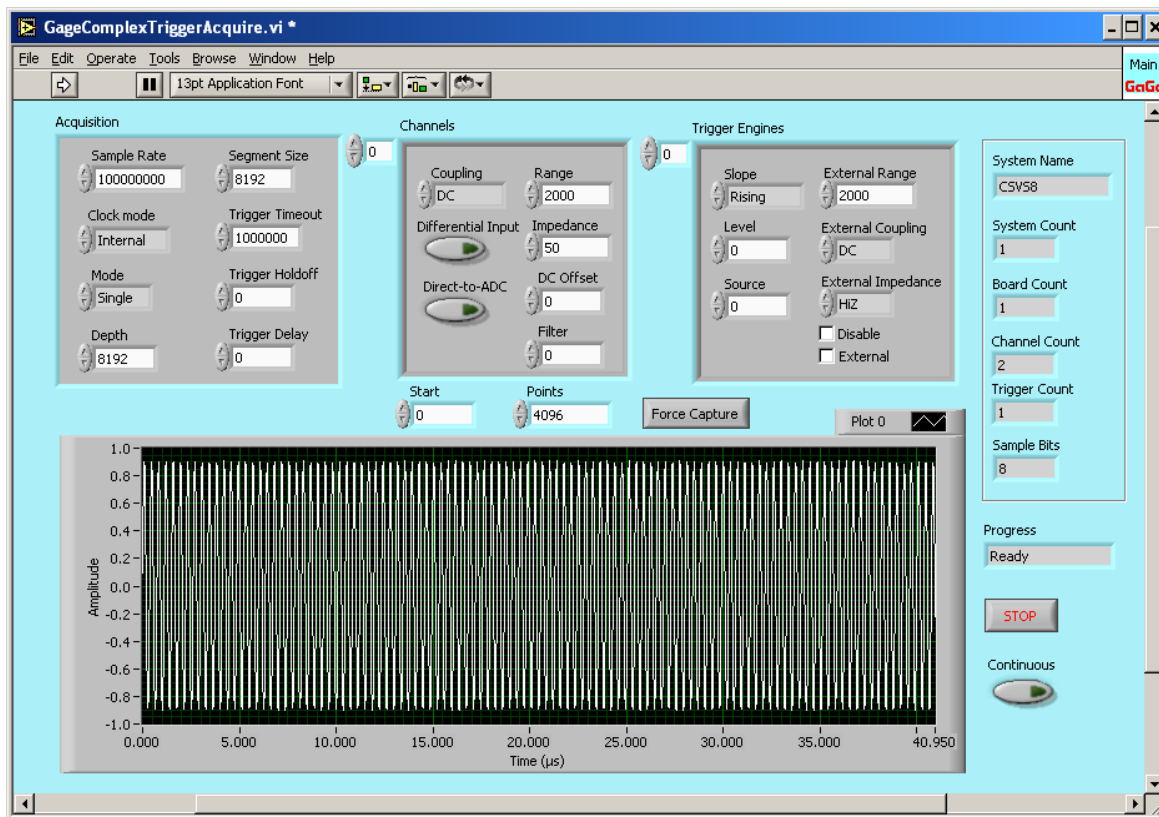 GageComplexTriggerAcquire.vi *
File Edit Operate Tools Browse Window Help
13pt Application Font
Main
GaGe
Acquisition
Sample Rate
100000000
Segment Size
8192
Clock mode
Internal
Trigger Timeout
1000000
Mode
Single
Trigger Holdoff
0
Depth
8192
Trigger Delay
0
0
Channels
Coupling
DC
Range
2000
Differential Input
Impedance
50
Direct-to-ADC
DC Offset
0
Filter
0
0
Trigger Engines
Slope
Rising
External Range
2000
Level
0
External Coupling
DC
Source
0
External Impedance
HiZ
Disable
External
System Name
CSVS8
System Count
1
Board Count
1
Channel Count
2
Trigger Count
1
Sample Bits
8
Start
0
Points
4096
Force Capture
Plot 0
1.0
0.8
0.6
0.4
0.2
0.0
-0.2
-0.4
-0.6
-0.8
-1.0
Amplitude
0.000 5.000 10.000 15.000 20.000 25.000 30.000 35.000 40.950
Time (µs)
Progress
Ready
STOP
Continuous